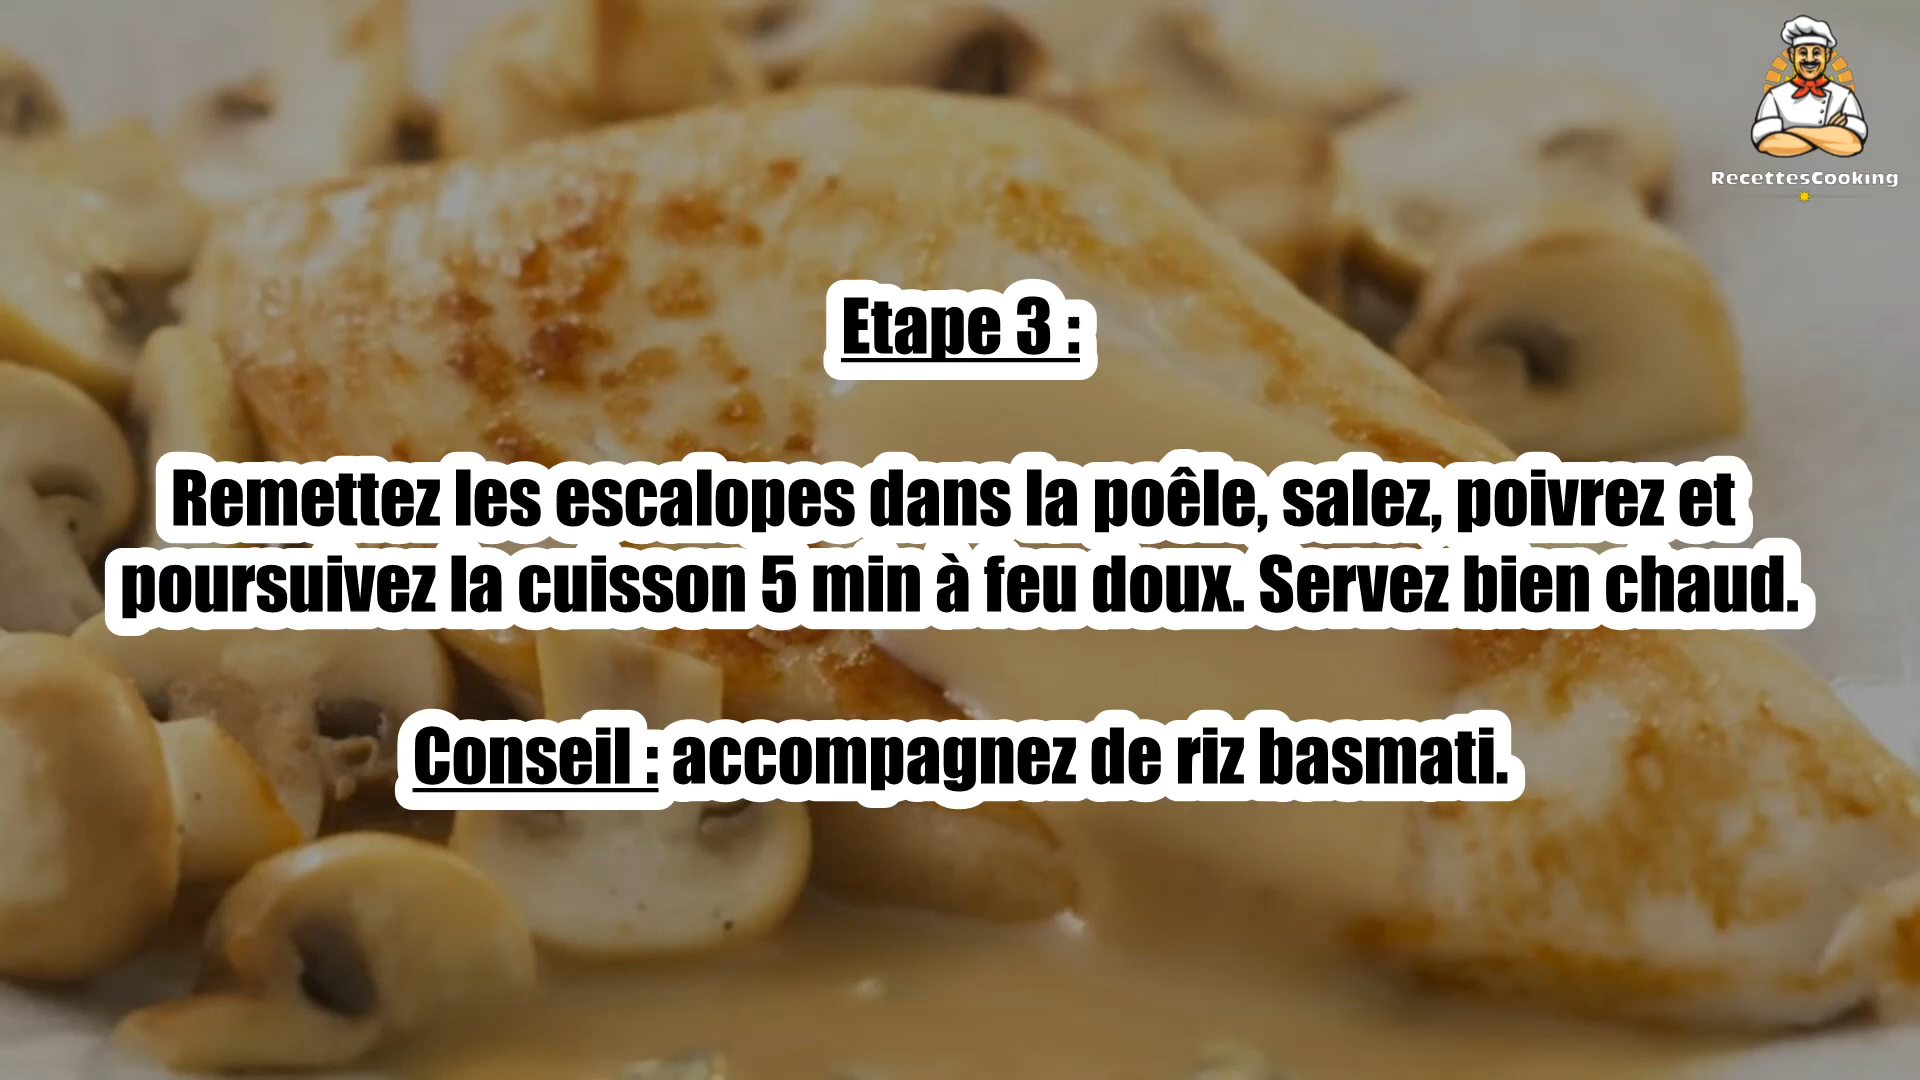 RecettesCooking
Etape 3 :
Remettez les escalopes dans la poêle, salez, poivrez et
poursuivez la cuisson 5 min à feu doux. Servez bien chaud.
Conseil : accompagnez de riz basmati.